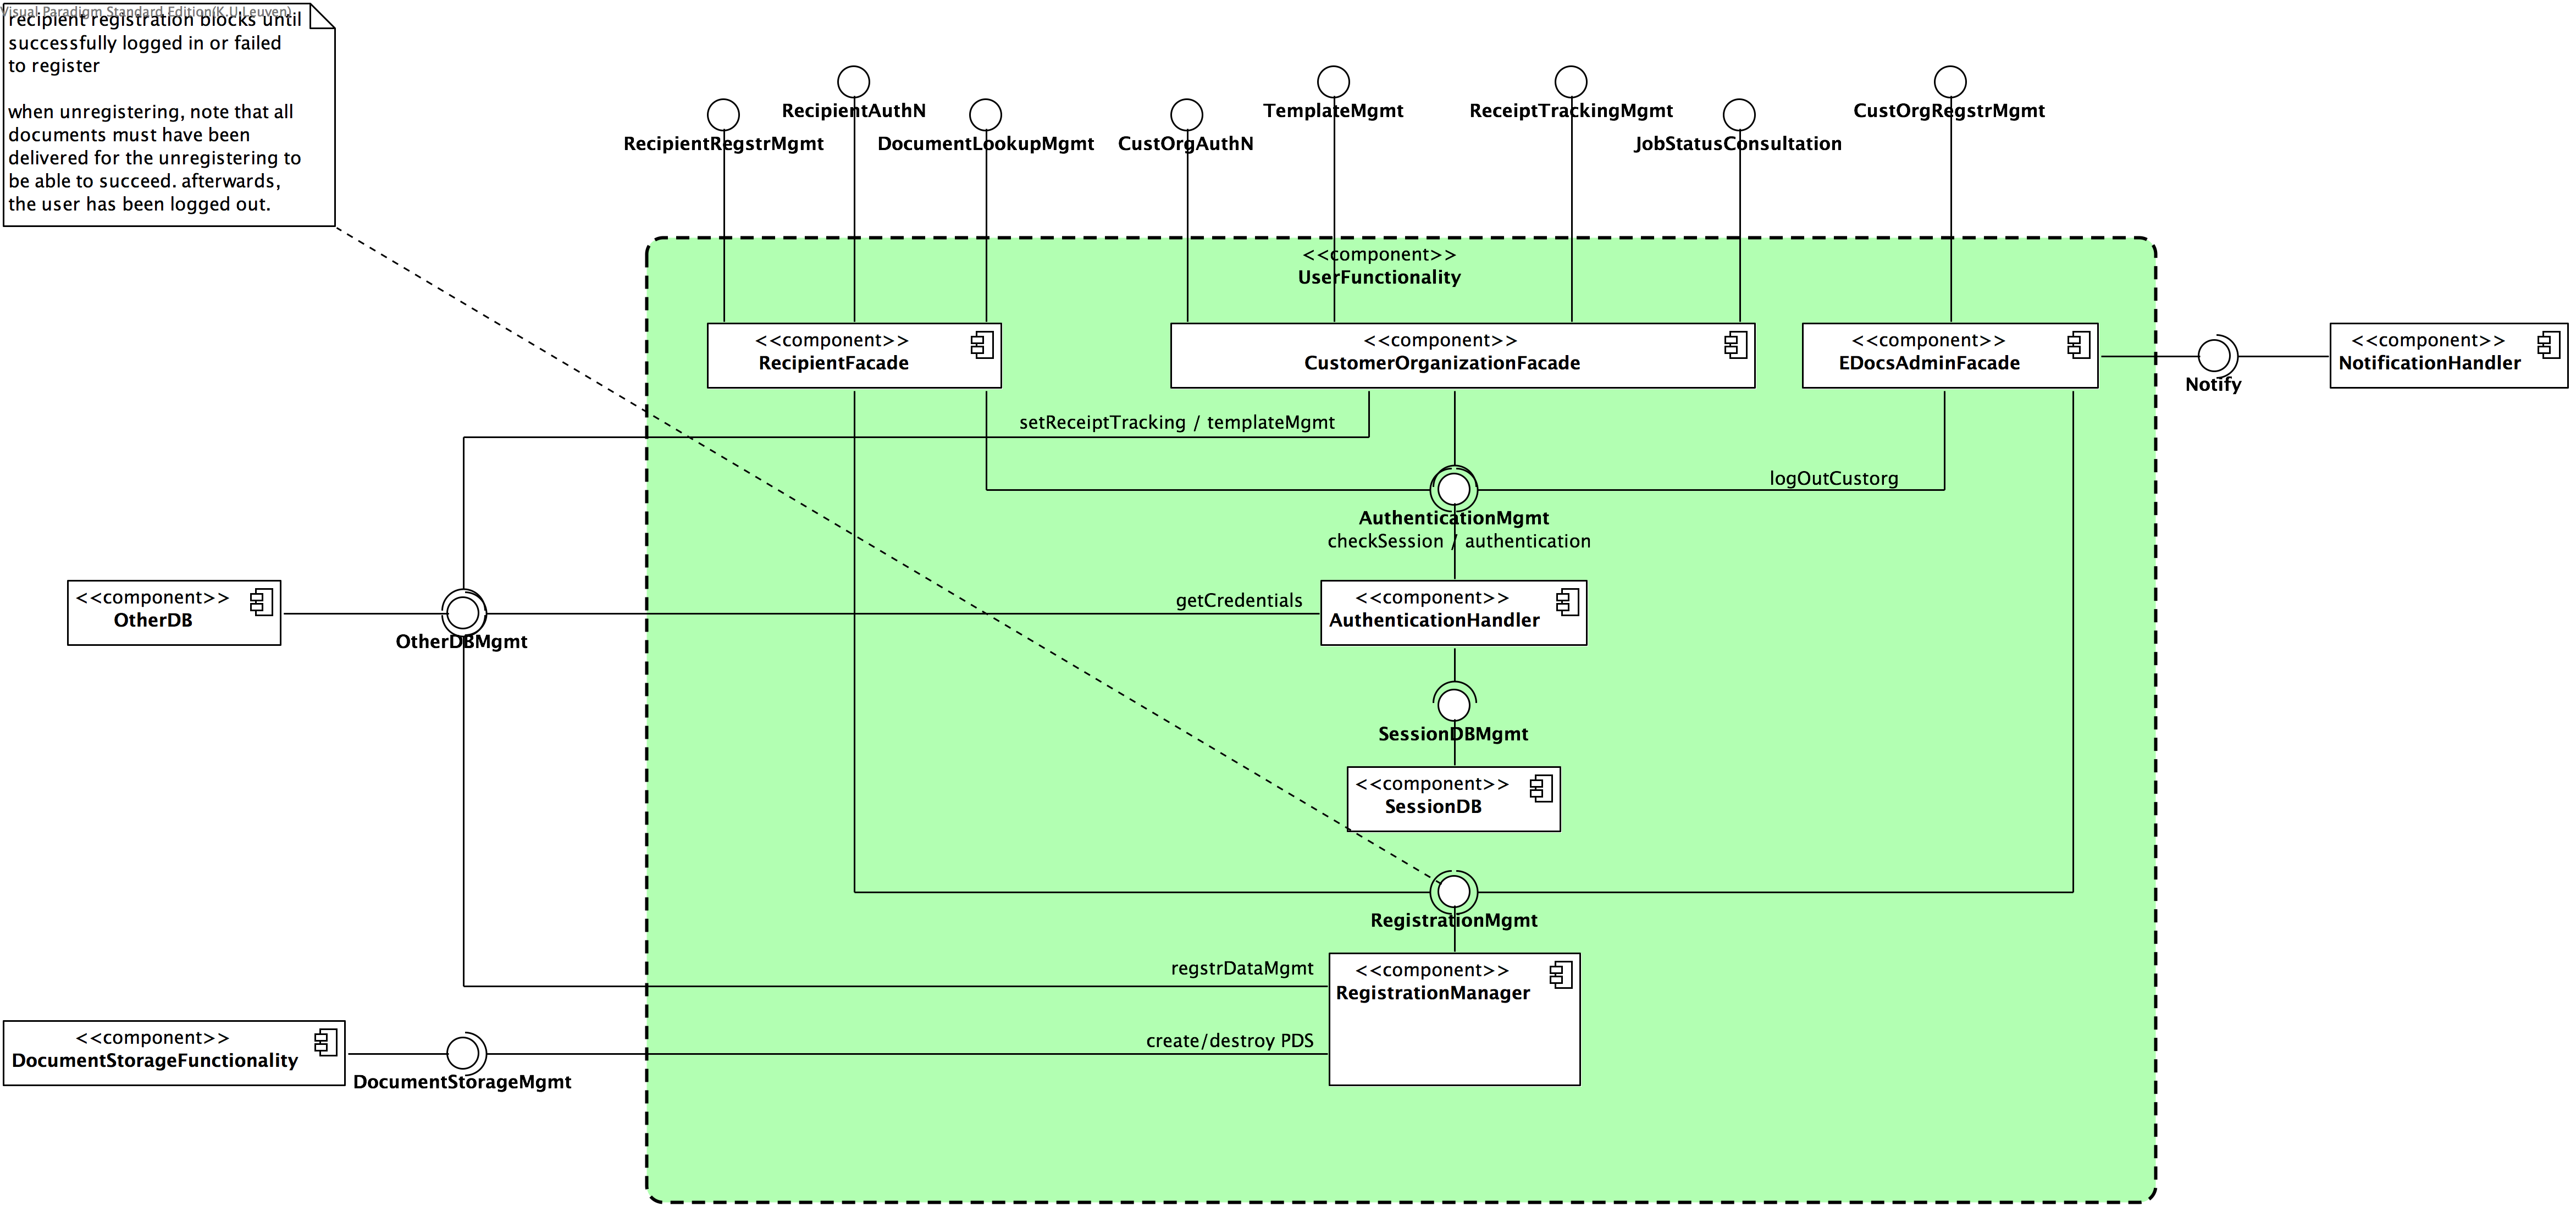 Visual Paradigm Standard Edition(K.U.Leuven)
recipient registration blocks until
successfully logged in or failed
to register
when unregistering, note that all
documents must have been
delivered for the unregistering to
be able to succeed. afterwards,
the user has been logged out.
RecipientAuthN
TemplateMgmt
ReceiptTrackingMgmt
CustOrgRegstrMgmt
RecipientRegstrMgmt
DocumentLookupMgmt
CustOrgAuthN
JobStatusConsultation
<<component>>
UserFunctionality
<<component>>
RecipientFacade
<<component>>
CustomerOrganizationFacade
<<component>>
EDocsAdminFacade
Notify
<<component>>
NotificationHandler
setReceiptTracking / templateMgmt
logOutCustorg
AuthenticationMgmt
checkSession / authentication
<<component>>
OtherDB
OtherDBMgmt
getCredentials
<<component>>
AuthenticationHandler
SessionDBMgmt
<<component>>
SessionDB
RegistrationMgmt
regstrDataMgmt
<<component>>
RegistrationManager
<<component>>
DocumentStorageFunctionality
DocumentStorageMgmt
create/destroy PDS